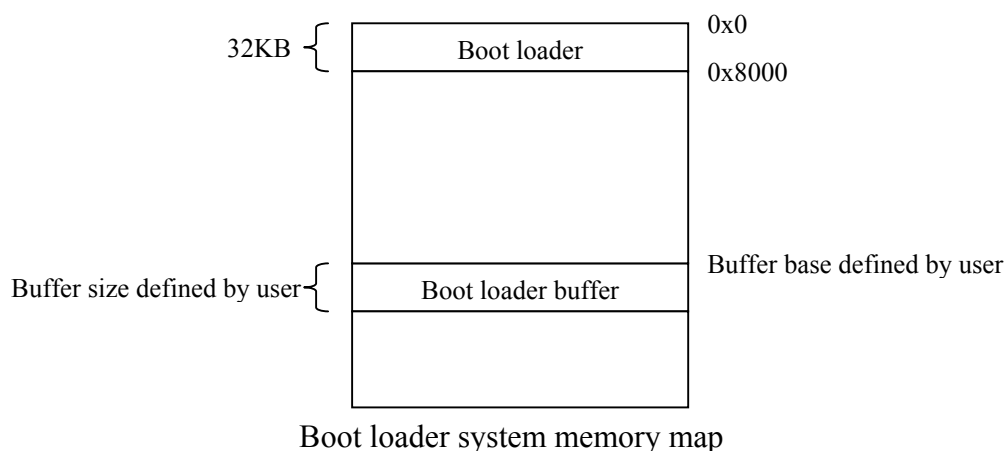 0x0
32KB
Boot loader
0x8000
Buffer base defined by user
Buffer size defined by user
Boot loader buffer
Boot loader system memory map